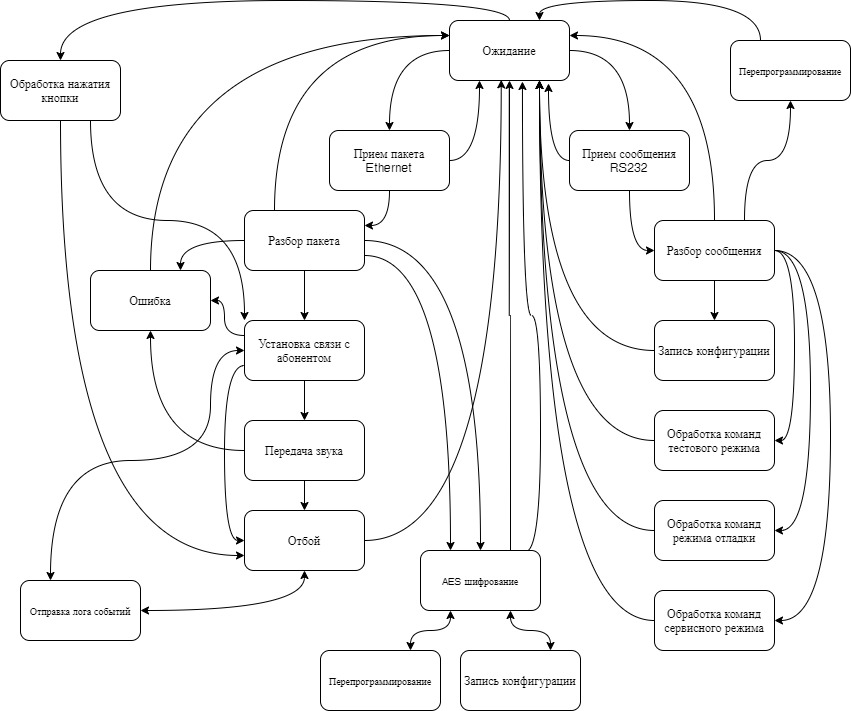 Ожидание
Перепрограммирование
Обработка нажатия
кнопки
Прием пакета
Ethernet
Прием сообщения
RS232
Разбор пакета
Разбор сообщения
Ошибка
Установка связи с
абонентом
Запись конфигурации
Передача звука
Обработка команд
тестового режима
Отбой
Обработка команд
режима отладки
AES шифрование
Отправка лога событий
Обработка команд
сервисного режима
Перепрограммирование
Запись конфигурации